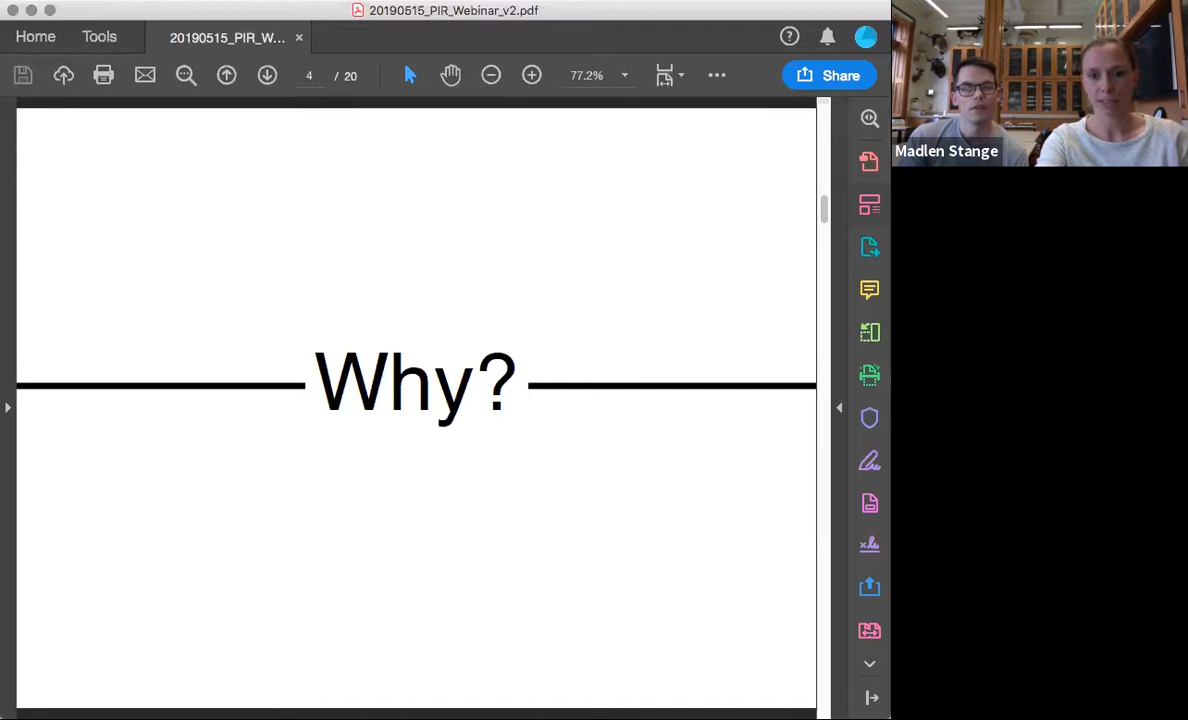 20190515_PIR_Webinar_v2.pdf
Home
Tools
20190515_PIR_W...
4 / 20
77.2%
Share
Madlen Stange
Why?